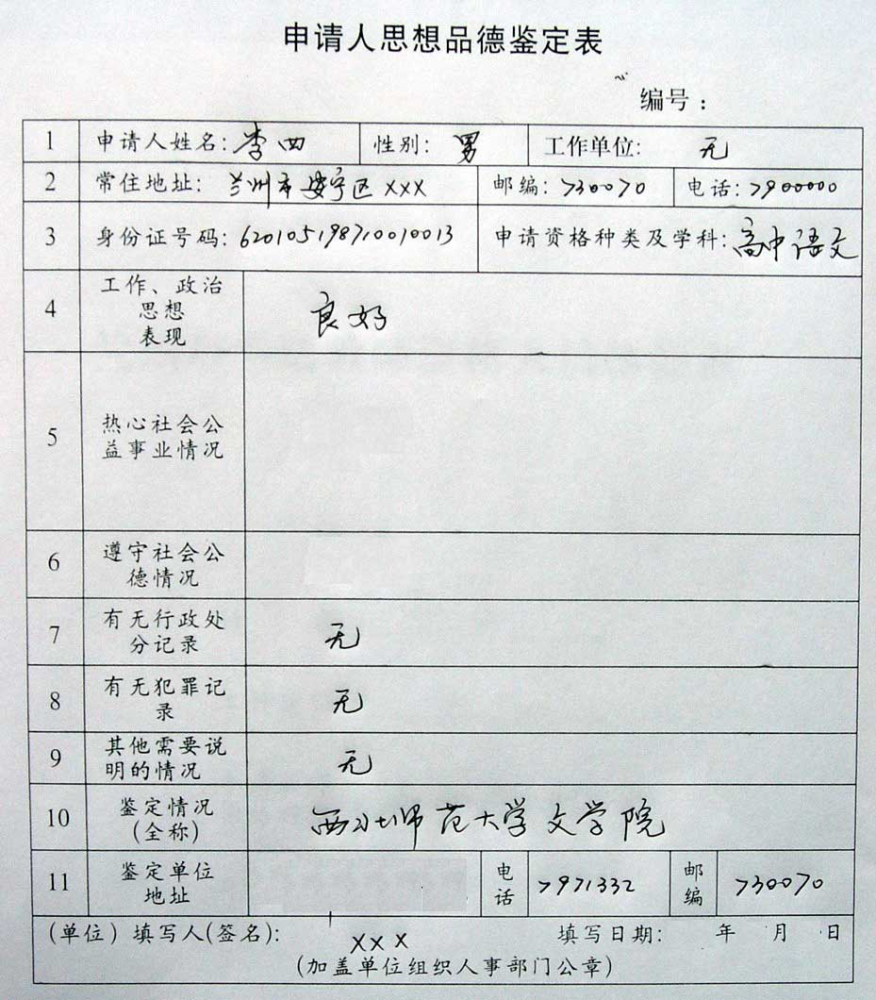 申请人思想品德鉴定表
编号：
1 申请人姓名：李四 性别：男 工作单位：无
2 常住地址：兰州市安宁区XXX 邮编：730070 电话：7900000
3 身份证号码：620105198710010013 申请资格种类及学科：高中语文
4 工作、政治
思想
表现
良好
5 热心社会公
益事业情况
6 遵守社会公
德情况
7 有无行政处
分记录
无
8 有无犯罪记
录
无
9 其他需要说
明的情况
无
10 鉴定情况
（全称）
西北师范大学文学院
11 鉴定单位
地址
电
话
7971332
邮
编
730070
（单位）填写人（签名）：XXX 填写日期： 年 月 日
（加盖单位组织人事部门公章）